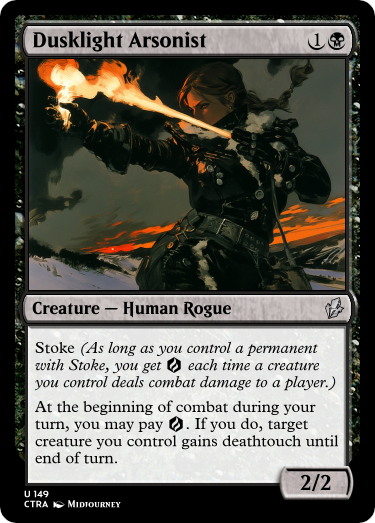 Dusklight Arsonist 1
Creature — Human Rogue
Stoke (As long as you control a permanent
with Stoke, you get each time a creature
you control deals combat damage to a player.)
At the beginning of combat during your
turn, you may pay . If you do, target
creature you control gains deathtouch until
end of turn.
2/2
U 149
CTRA Midjourney